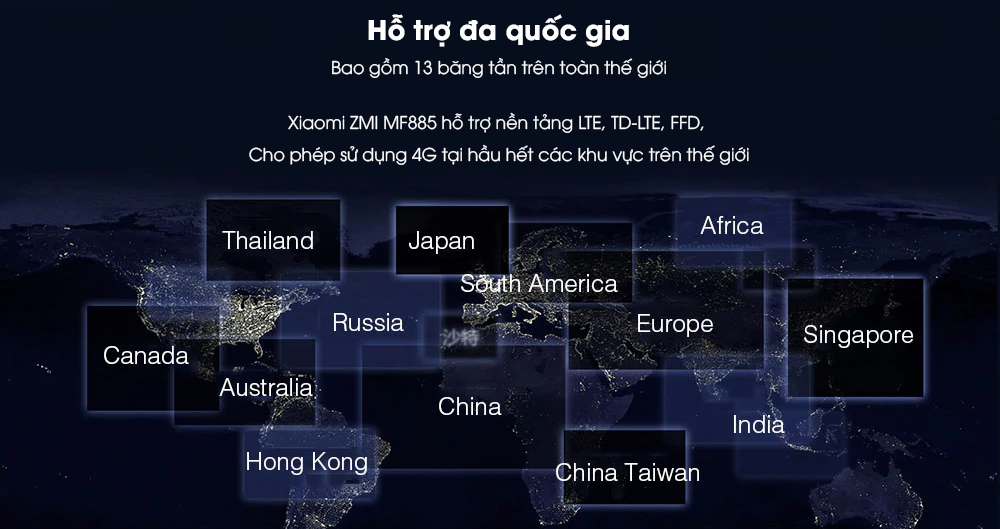 Hỗ trợ đa quốc gia
Bao gồm 13 băng tần trên toàn thế giới
Xiaomi ZMI MF885 hỗ trợ nền tảng LTE, TD-LTE, FFD,
Cho phép sử dụng 4G tại hầu hết các khu vực trên thế giới
Africa
Thailand
Japan
South America
Russia
Europe
沙特
Singapore
Canada
Australia
China
India
Hong Kong
China Taiwan